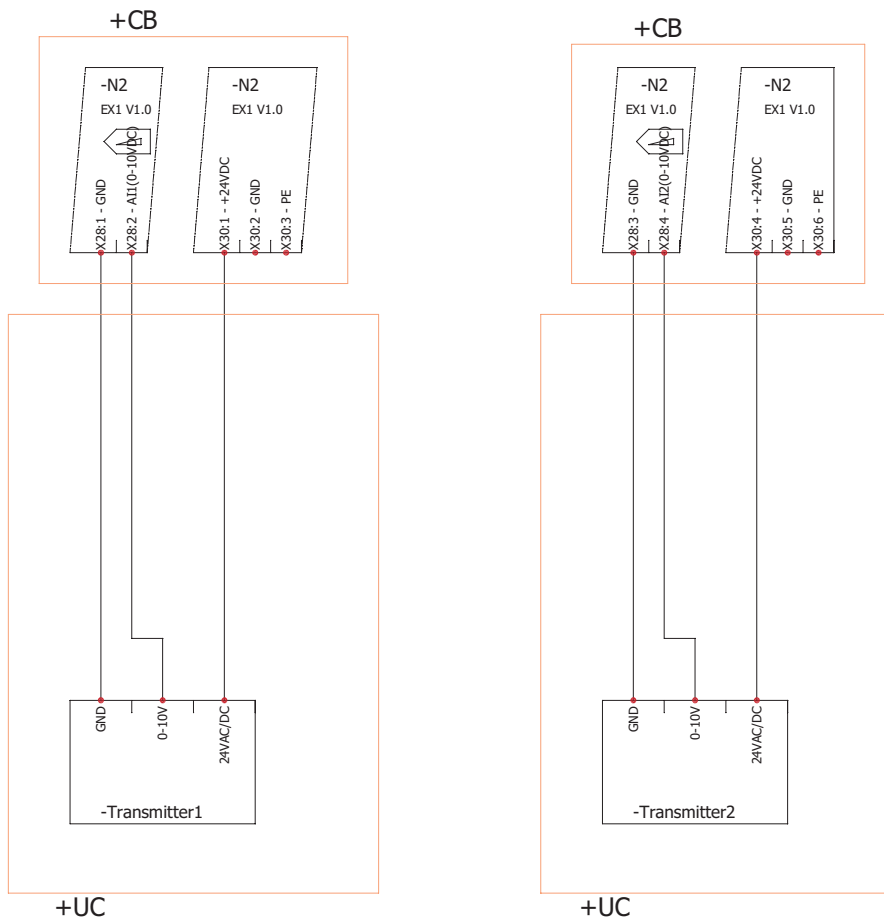 +CB
-N2
EX1 V1.0
X28:1 - GND
X28:2 - AI1(0-10VDC)
-N2
EX1 V1.0
X30:1 - +24VDC
X30:2 - GND
X30:3 - PE
GND
0-10V
24VAC/DC
-Transmitter1
+UC
+CB
-N2
EX1 V1.0
X28:3 - GND
X28:4 - AI2(0-10VDC)
-N2
EX1 V1.0
X30:4 - +24VDC
X30:5 - GND
X30:6 - PE
GND
0-10V
24VAC/DC
-Transmitter2
+UC